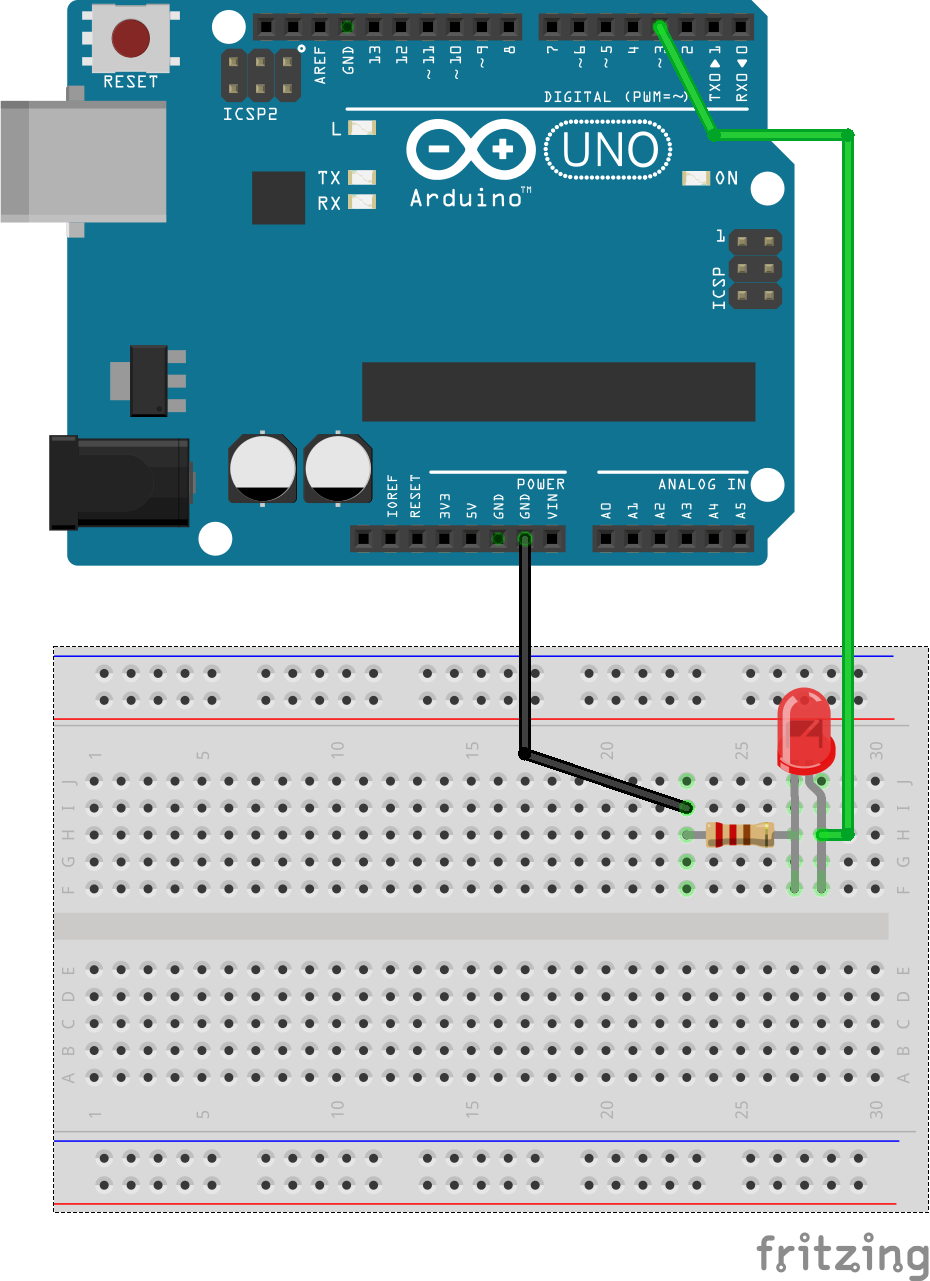 RESET
ICSP2
AREF
GND
13
12
~11
~10
~9
8
7
~6
~5
4
~3
2
TX0▶1
RX0◀0
DIGITAL (PWM=~)
L
TX
RX
Arduino™
UNO
ON
1
ICSP
IOREF
RESET
3V3
5V
GND
GND
VIN
POWER
ANALOG IN
A0
A1
A2
A3
A4
A5
1 5 10 15 20 25 30
J J
I I
H H
G G
F F
E E
D D
C C
B B
A A
1 5 10 15 20 25 30
fritzing